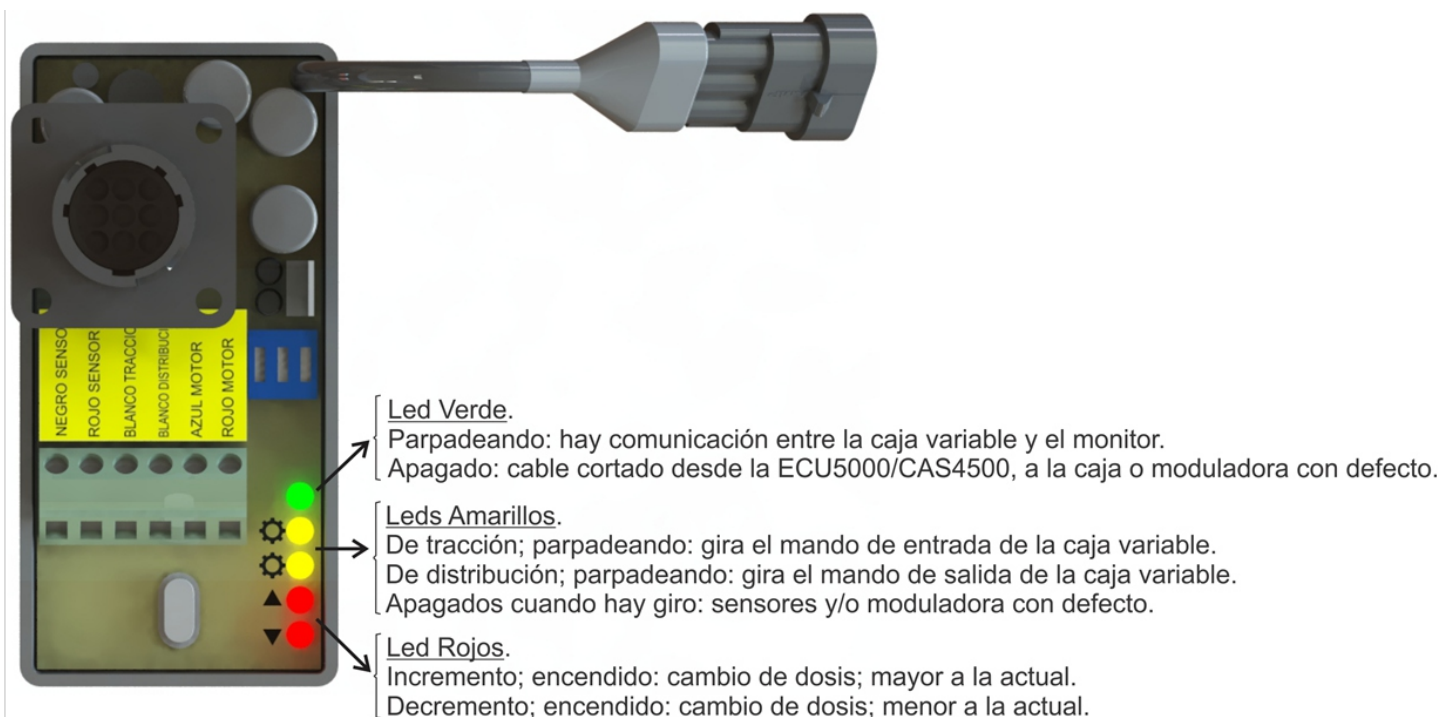 NEGRO SENSO
ROJO SENSOR
BLANCO TRACCIO
BLANCO DISTRIBUCI
AZUL MOTOR
ROJO MOTOR
Led Verde.
Parpadeando: hay comunicación entre la caja variable y el monitor.
Apagado: cable cortado desde la ECU5000/CAS4500, a la caja o moduladora con defecto.
Leds Amarillos.
De tracción; parpadeando: gira el mando de entrada de la caja variable.
De distribución; parpadeando: gira el mando de salida de la caja variable.
Apagados cuando hay giro: sensores y/o moduladora con defecto.
Led Rojos.
Incremento; encendido: cambio de dosis; mayor a la actual.
Decremento; encendido: cambio de dosis; menor a la actual.